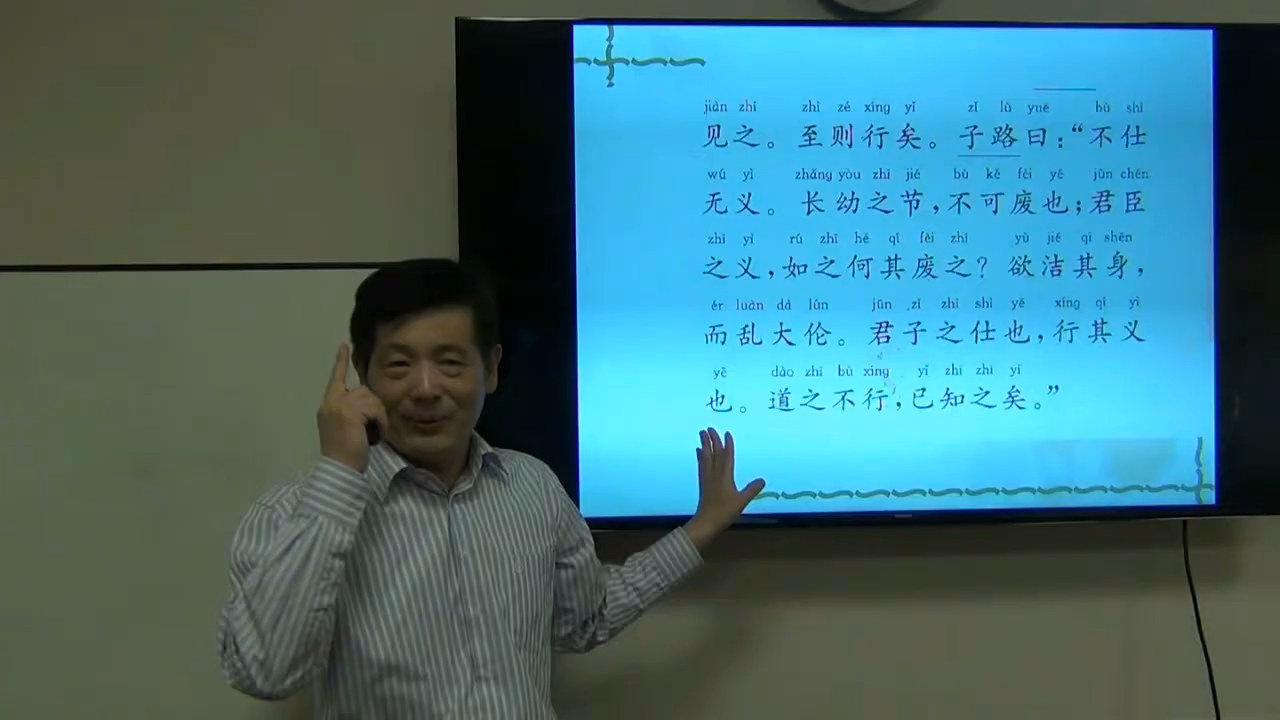 jiàn zhī zhì zé xíng yǐ zǐ lù yuē bù shì
见之。至则行矣。子路曰：“不仕
wú yì zhǎng yòu zhī jié bù kě fèi yě jūn chén
无义。长幼之节，不可废也；君臣
zhī yì rú zhī hé qí fèi zhī yù jié qí shēn
之义，如之何其废之？欲洁其身，
ér luàn dà lún jūn zǐ zhī shì yě xíng qí yì
而乱大伦。君子之仕也，行其义
yě dào zhī bù xíng yǐ zhī zhī yǐ
也。道之不行，已知之矣。”